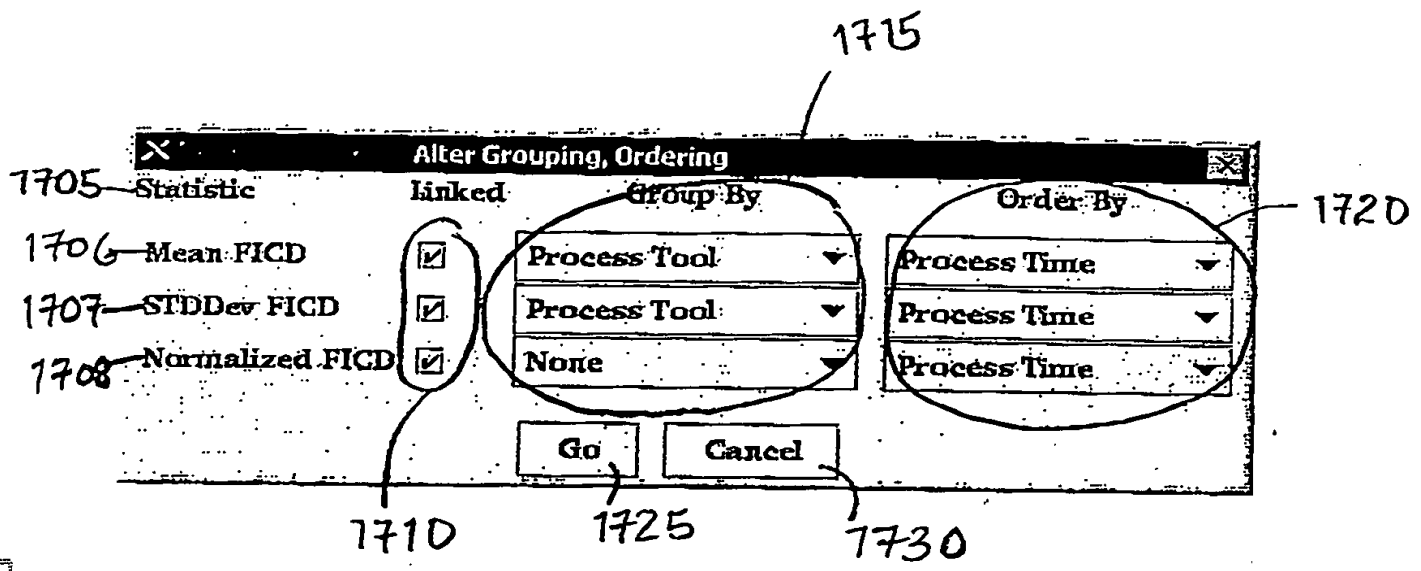 1715
Alter Grouping, Ordering
1705 Statistic Linked Group By Order By 1720
1706 Mean FICD Process Tool Process Time
1707 STDDev FICD Process Tool Process Time
1708 Normalized FICD None Process Time
Go Cancel
1710 1725 1730